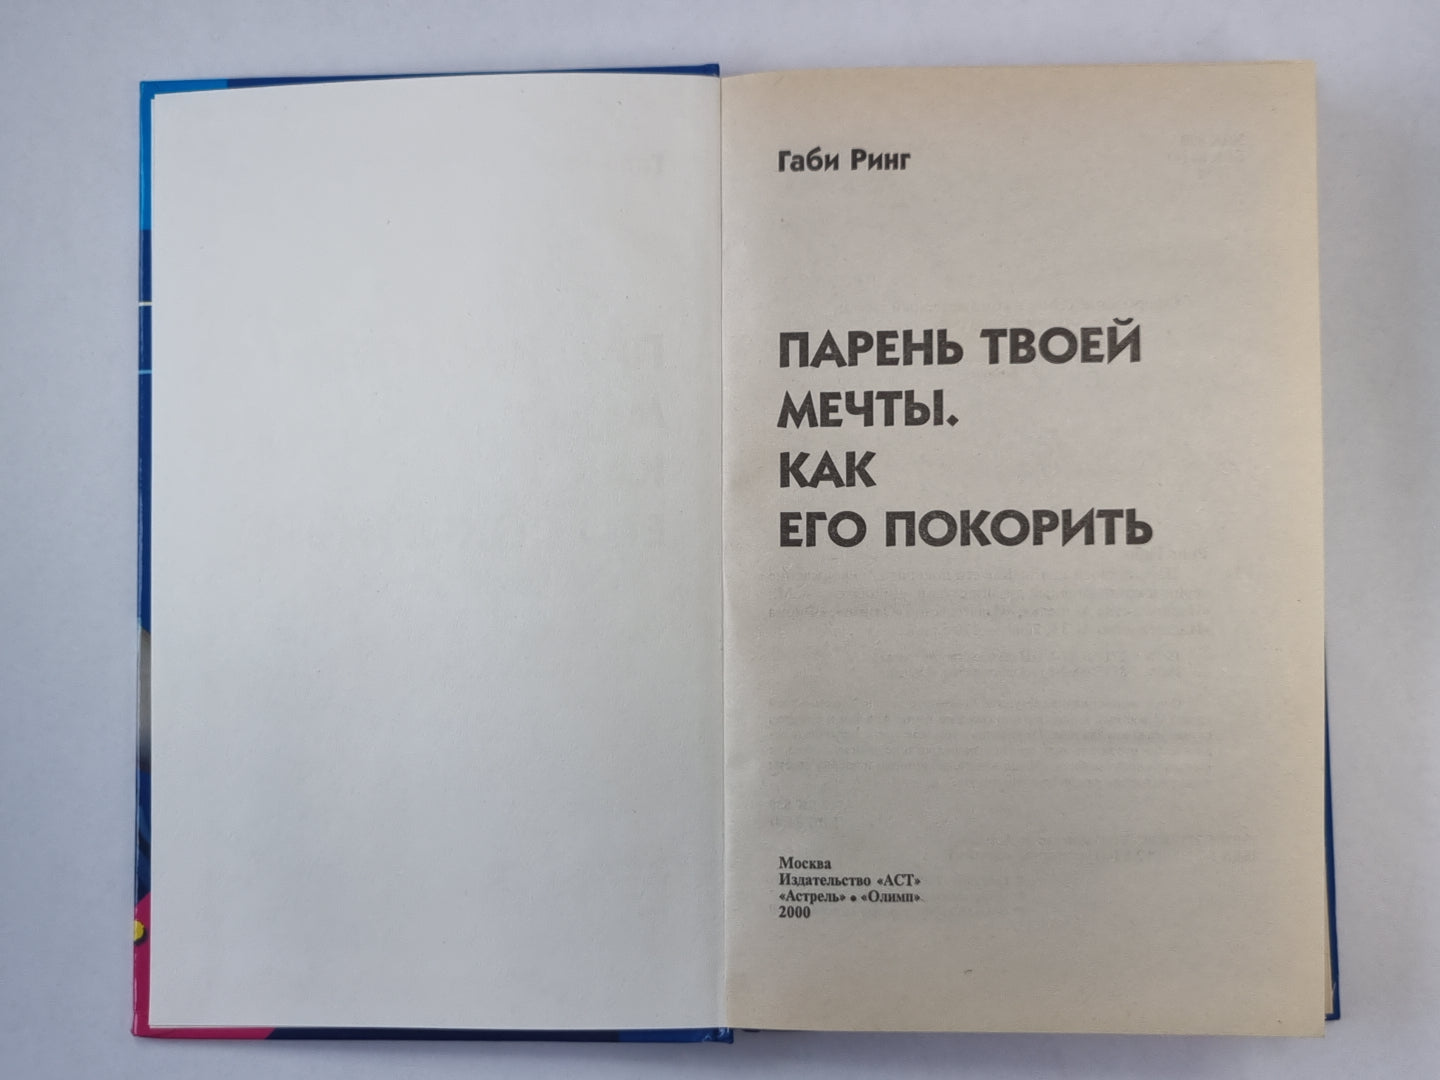 Габи Ринг
ПАРЕНЬ ТВОЕЙ
МЕЧТЫ.
КАК
ЕГО ПОКОРИТЬ
Москва
Издательство «АСТ»
«Астрель» • «Олимп»
2000